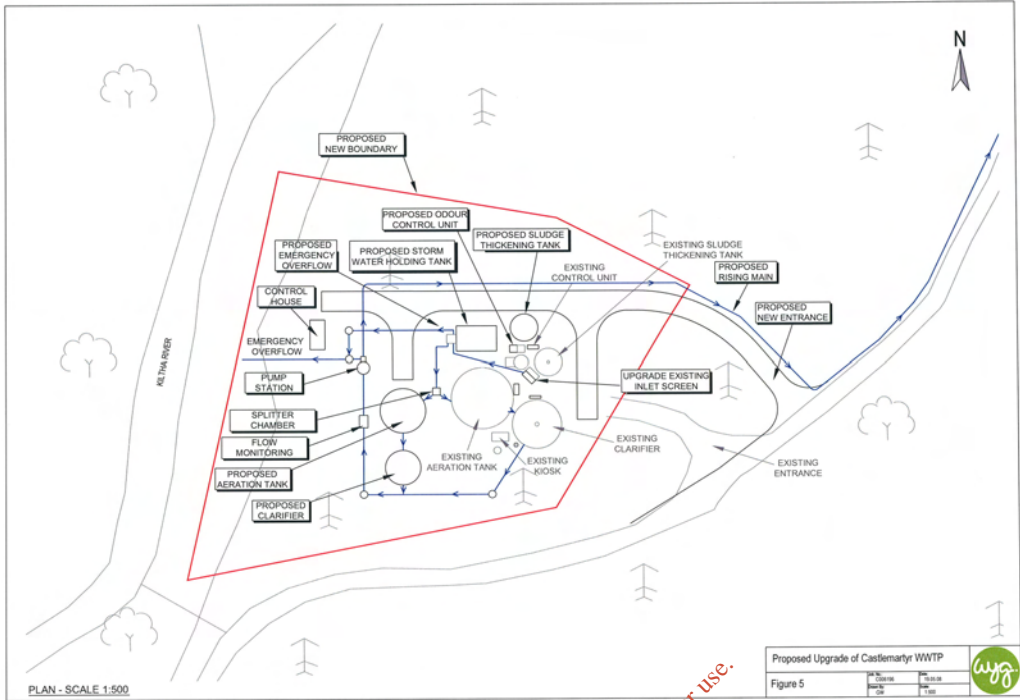 N
PROPOSED
NEW BOUNDARY
PROPOSED ODOUR
CONTROL UNIT
PROPOSED SLUDGE
THICKENING TANK
PROPOSED
EMERGENCY
OVERFLOW
PROPOSED STORM
WATER HOLDING TANK
EXISTING
CONTROL UNIT
EXISTING SLUDGE
THICKENING TANK
PROPOSED
RISING MAIN
CONTROL
HOUSE
PROPOSED
NEW ENTRANCE
EMERGENCY
OVERFLOW
KILTHA RIVER
PUMP
STATION
UPGRADE EXISTING
INLET SCREEN
SPLITTER
CHAMBER
FLOW
MONITORING
PROPOSED
AERATION TANK
EXISTING
AERATION TANK
EXISTING
KIOSK
EXISTING
CLARIFIER
EXISTING
ENTRANCE
PROPOSED
CLARIFIER
PLAN - SCALE 1:500
r use.
Proposed Upgrade of Castlemartyr WWTP
Figure 5
wyg.